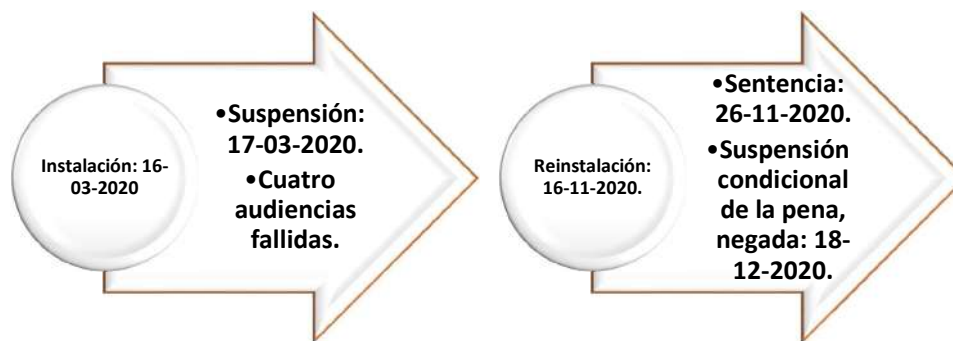 Instalación: 16-
03-2020
•Suspensión:
17-03-2020.
•Cuatro
audiencias
fallidas.
Reinstalación:
16-11-2020.
•Sentencia:
26-11-2020.
•Suspensión
condicional
de la pena,
negada: 18-
12-2020.